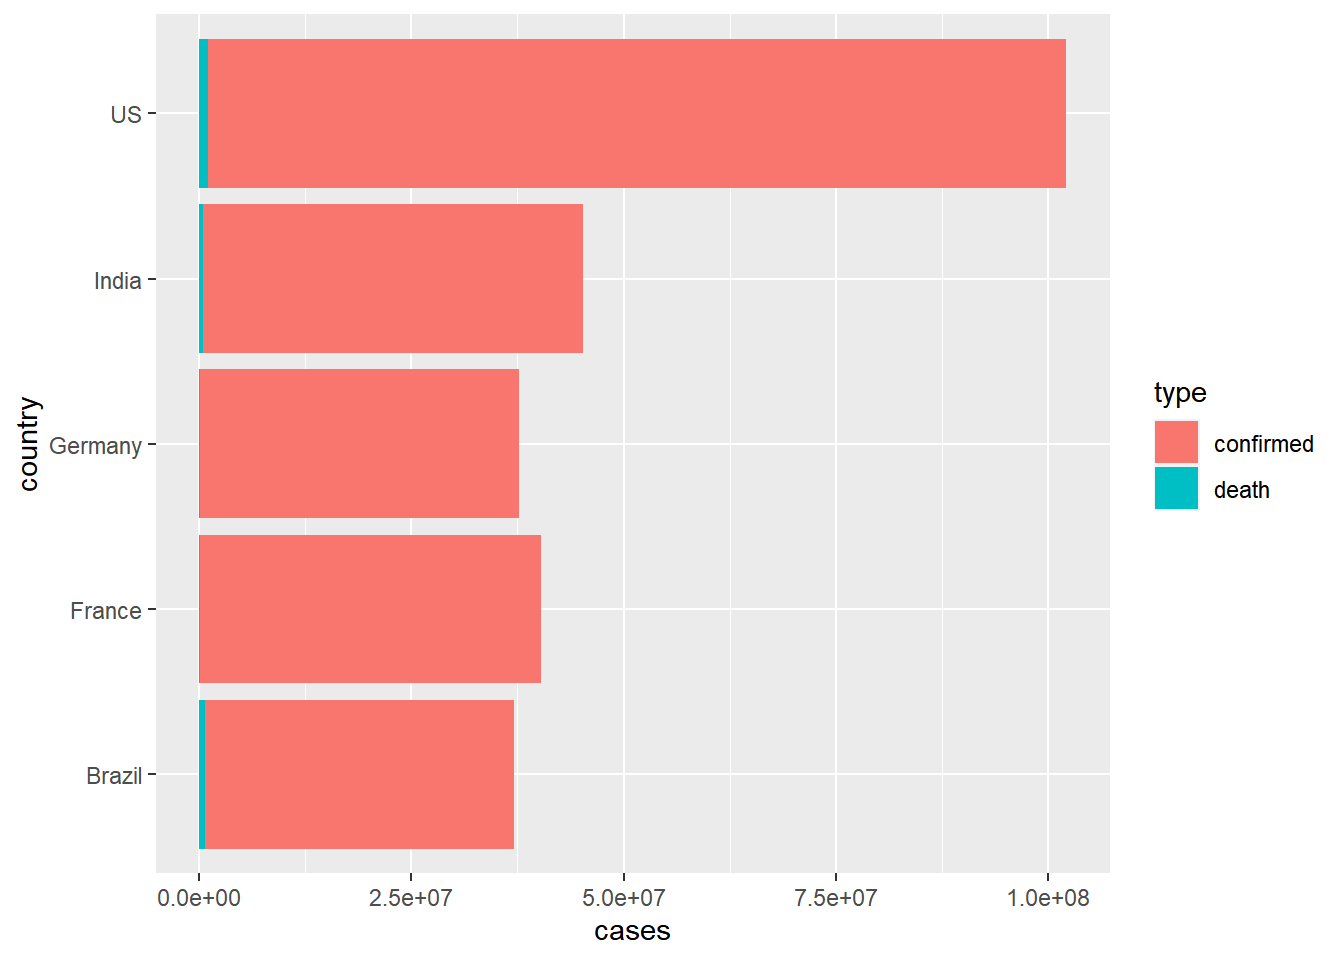 US
India
Germany
France
Brazil
country
0.0e+00 2.5e+07 5.0e+07 7.5e+07 1.0e+08
cases
type
confirmed
death